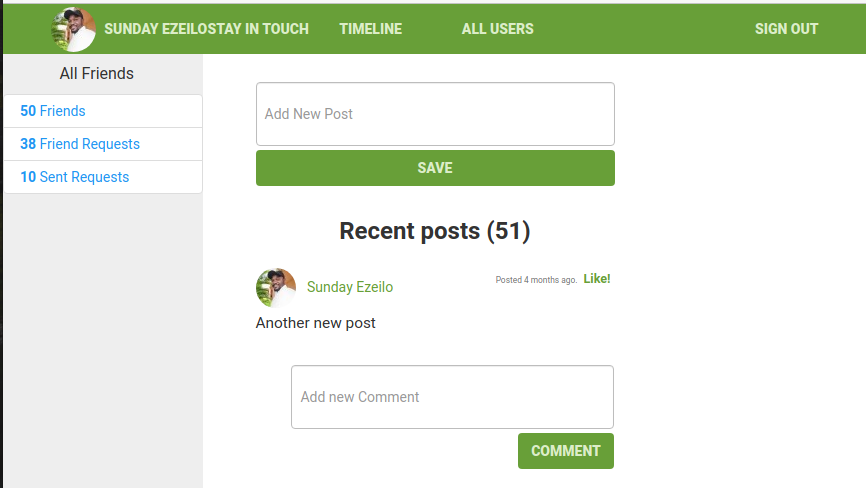 SUNDAY EZEILOSTAY IN TOUCH TIMELINE ALL USERS SIGN OUT
All Friends
50 Friends
38 Friend Requests
10 Sent Requests
Add New Post
SAVE
Recent posts (51)
Sunday Ezeilo Posted 4 months ago. Like!
Another new post
Add new Comment
COMMENT